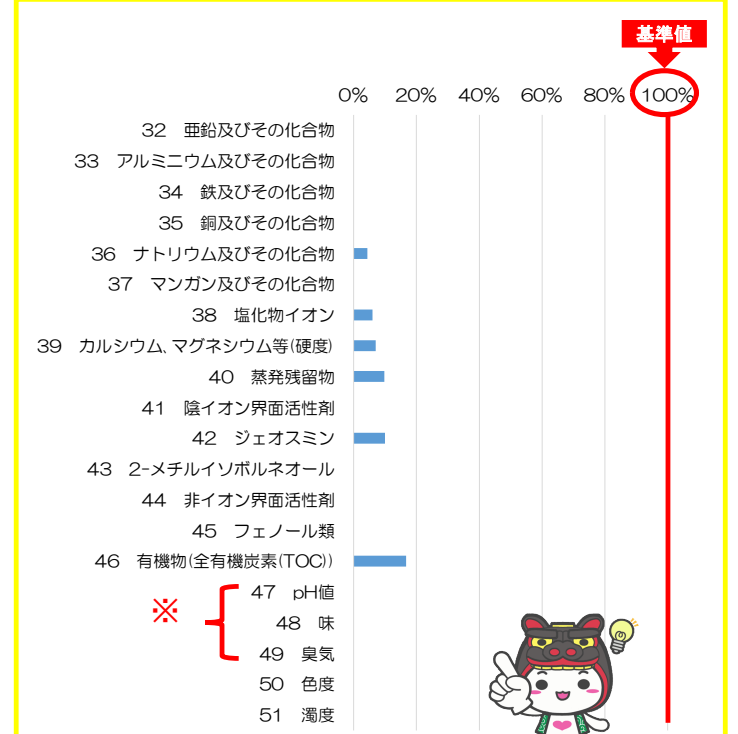 基準値
0% 20% 40% 60% 80% 100%
32 亜鉛及びその化合物
33 アルミニウム及びその化合物
34 鉄及びその化合物
35 銅及びその化合物
36 ナトリウム及びその化合物
37 マンガン及びその化合物
38 塩化物イオン
39 カルシウム、マグネシウム等(硬度)
40 蒸発残留物
41 陰イオン界面活性剤
42 ジェオスミン
43 2-メチルイソボルネオール
44 非イオン界面活性剤
45 フェノール類
46 有機物(全有機炭素(TOC))
47 pH値
※
48 味
49 臭気
50 色度
51 濁度